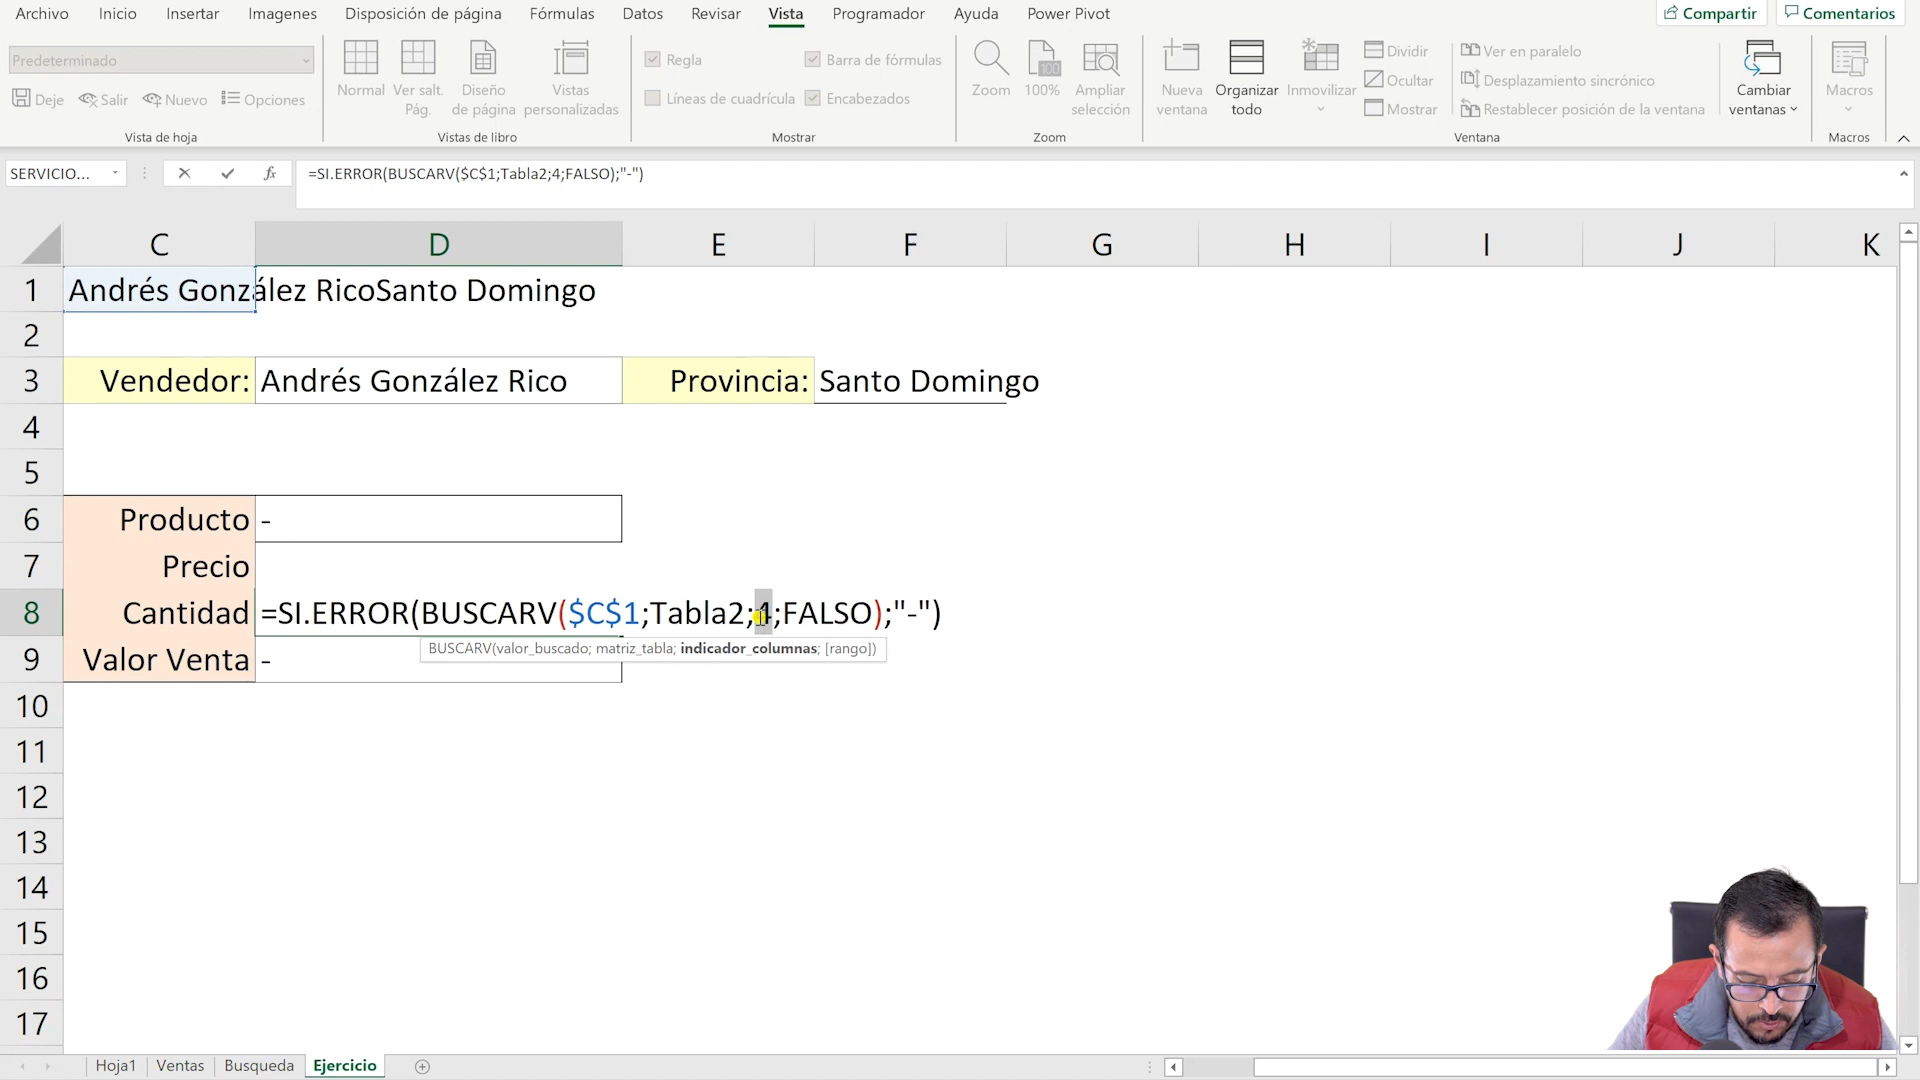 Archivo Inicio Insertar Imagenes Disposición de página Fórmulas Datos Revisar Vista Programador Ayuda Power Pivot Compartir Comentarios
Predeterminado
Deje Salir Nuevo Opciones
Vista de hoja
Normal Ver salt. Pág. Diseño de página Vistas personalizadas
Vistas de libro
Regla Barra de fórmulas
Líneas de cuadrícula Encabezados
Mostrar
Zoom 100% Ampliar selección
Zoom
Nueva ventana Organizar todo Inmovilizar
Dividir Ver en paralelo
Ocultar Desplazamiento sincrónico
Mostrar Restablecer posición de la ventana
Cambiar ventanas
Ventana
Macros
Macros
SERVICIO... fx =SI.ERROR(BUSCARV($C$1;Tabla2;4;FALSO);"-")
C D E F G H I J K
1 Andrés González RicoSanto Domingo
2
3 Vendedor: Andrés González Rico Provincia: Santo Domingo
4
5
6 Producto -
7 Precio
8 Cantidad =SI.ERROR(BUSCARV($C$1;Tabla2;4;FALSO);"-")
BUSCARV(valor_buscado; matriz_tabla; indicador_columnas; [rango])
9 Valor Venta -
10
11
12
13
14
15
16
17
Hoja1 Ventas Busqueda Ejercicio